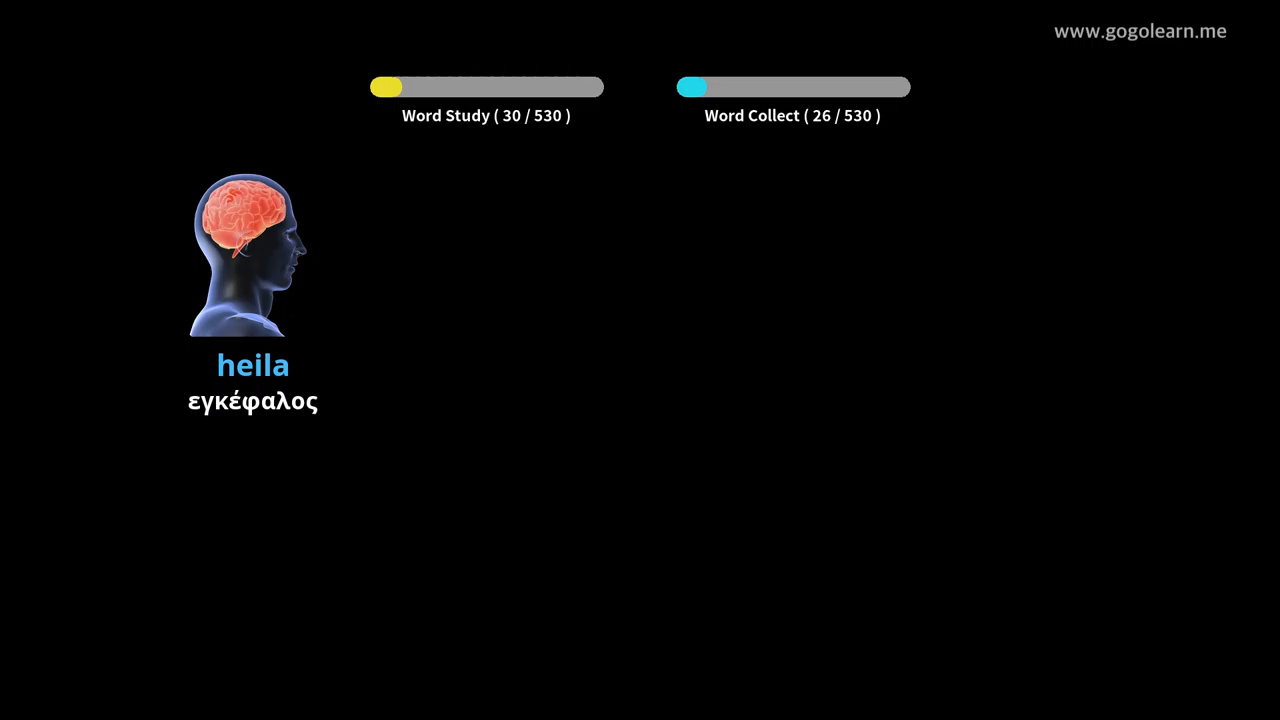 www.gogolearn.me
Word Study ( 30 / 530 )
Word Collect ( 26 / 530 )
heila
εγκέφαλος